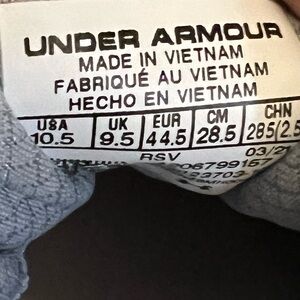 UNDER ARMOUR
MADE IN VIETNAM
FABRIQUÉ AU VIETNAM
HECHO EN VIETNAM
USA UK EUR CM CHN
10.5 9.5 44.5 28.5 285(2.5
RSV 03/21